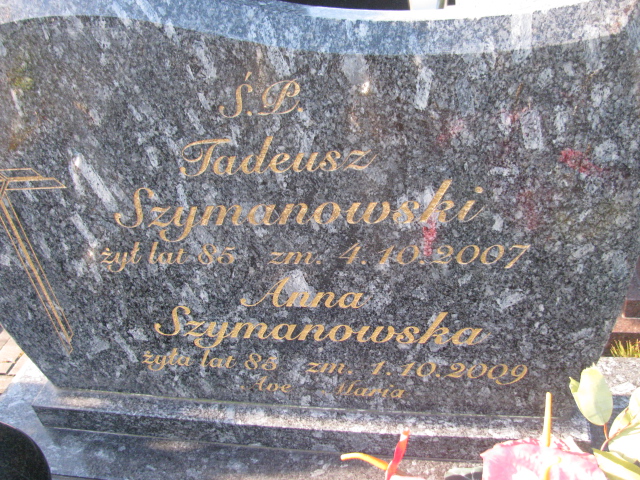 Ś.P.
Tadeusz
Szymanowski
żył lat 85 zm. 4.10.2007
Anna
Szymanowska
żyła lat 88 zm. 1.10.2009
Ave Maria